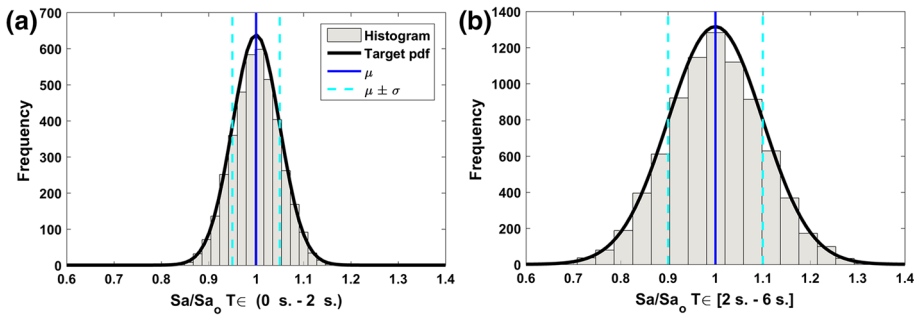 (a)
700
600
500
400
300
200
100
0
Frequency
0.6 0.7 0.8 0.9 1 1.1 1.2 1.3 1.4
Sa/Sao T∈ (0 s. - 2 s.)
Histogram
Target pdf
μ
μ ± σ
(b)
1400
1200
1000
800
600
400
200
0
Frequency
0.6 0.7 0.8 0.9 1 1.1 1.2 1.3 1.4
Sa/Sao T∈ [2 s. - 6 s.]